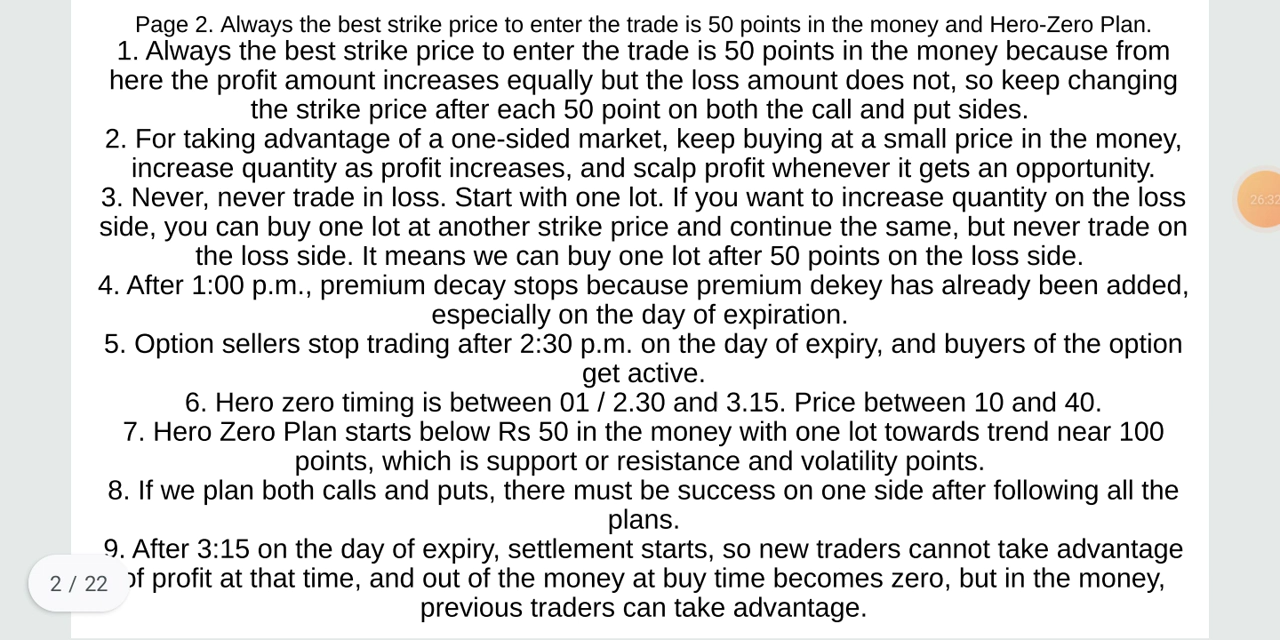 Page 2. Always the best strike price to enter the trade is 50 points in the money and Hero-Zero Plan.
1. Always the best strike price to enter the trade is 50 points in the money because from
here the profit amount increases equally but the loss amount does not, so keep changing
the strike price after each 50 point on both the call and put sides.
2. For taking advantage of a one-sided market, keep buying at a small price in the money,
increase quantity as profit increases, and scalp profit whenever it gets an opportunity.
3. Never, never trade in loss. Start with one lot. If you want to increase quantity on the loss
side, you can buy one lot at another strike price and continue the same, but never trade on
the loss side. It means we can buy one lot after 50 points on the loss side.
4. After 1:00 p.m., premium decay stops because premium dekey has already been added,
especially on the day of expiration.
5. Option sellers stop trading after 2:30 p.m. on the day of expiry, and buyers of the option
get active.
6. Hero zero timing is between 01 / 2.30 and 3.15. Price between 10 and 40.
7. Hero Zero Plan starts below Rs 50 in the money with one lot towards trend near 100
points, which is support or resistance and volatility points.
8. If we plan both calls and puts, there must be success on one side after following all the
plans.
9. After 3:15 on the day of expiry, settlement starts, so new traders cannot take advantage
of profit at that time, and out of the money at buy time becomes zero, but in the money,
previous traders can take advantage.
2 / 22
26:32